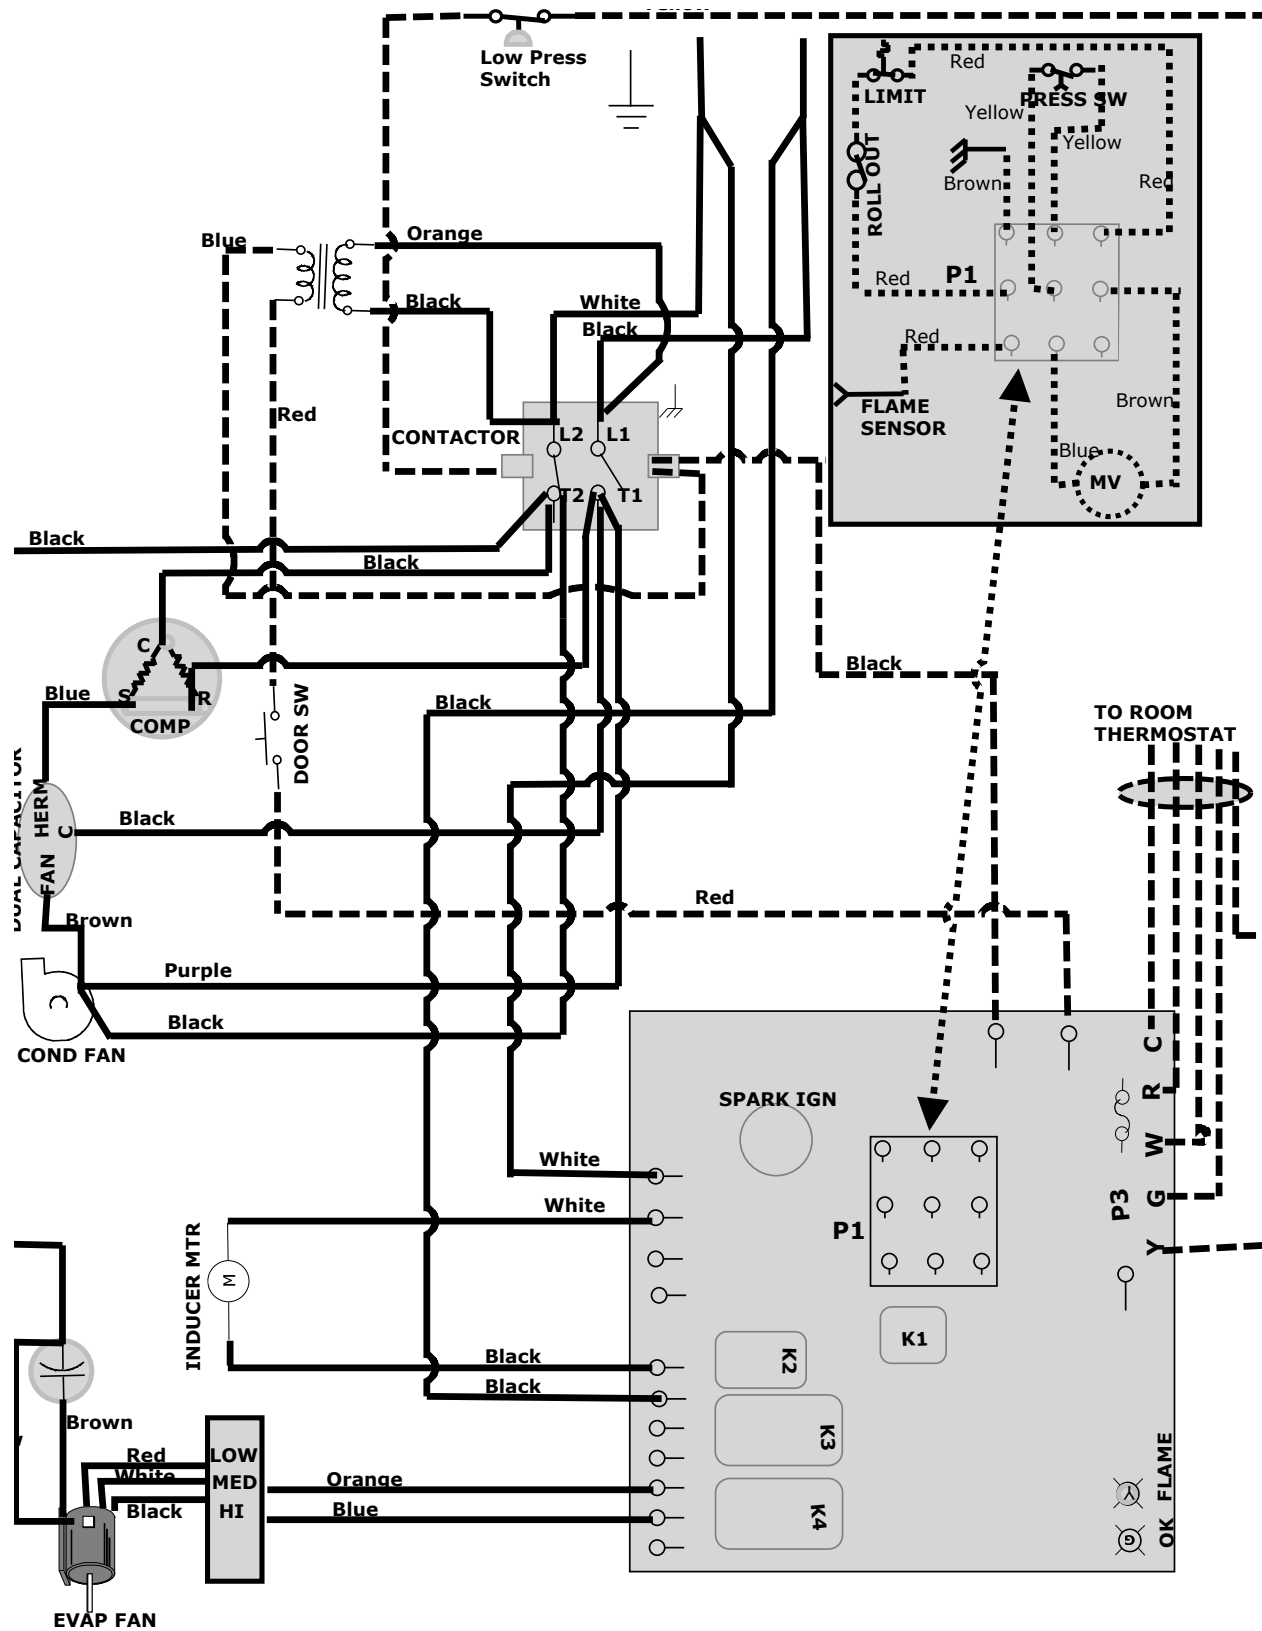 Low Press
Switch
LIMIT
Red
PRESS SW
Yellow
Yellow
ROLL OUT
Brown
Red
P1
Red
Red
FLAME
SENSOR
Brown
Blue
MV
Blue
Orange
Black
White
Black
Red
CONTACTOR
L2
L1
T2
T1
Black
Black
C
S
R
COMP
Blue
DOOR SW
Black
Black
TO ROOM
THERMOSTAT
DUAL CAPACITOR
HERM
C
FAN
Black
Red
Brown
Purple
Black
COND FAN
SPARK IGN
C
R
W
G
Y
P3
P1
White
White
INDUCER MTR
M
Black
Black
K1
K2
K3
K4
Brown
Red
White
Black
LOW
MED
HI
Orange
Blue
FLAME
OK
Y
G
EVAP FAN